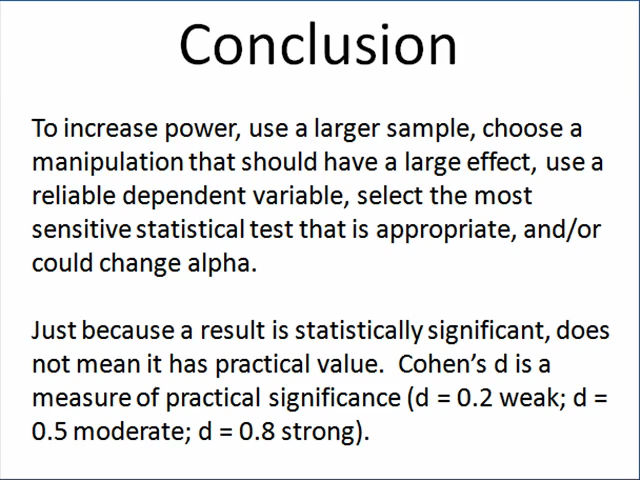 Conclusion
To increase power, use a larger sample, choose a
manipulation that should have a large effect, use a
reliable dependent variable, select the most
sensitive statistical test that is appropriate, and/or
could change alpha.
Just because a result is statistically significant, does
not mean it has practical value.  Cohen’s d is a
measure of practical significance (d = 0.2 weak; d =
0.5 moderate; d = 0.8 strong).